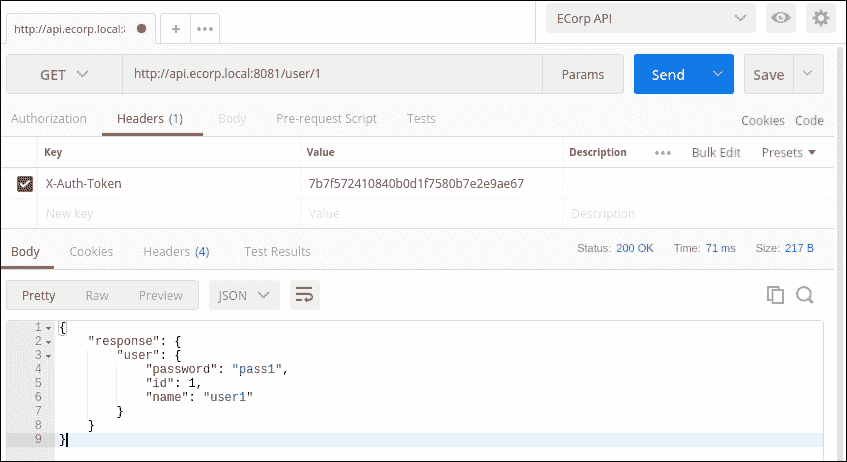 http://api.ecorp.local:8 + ••• ECorp API
GET http://api.ecorp.local:8081/user/1 Params Send Save
Authorization Headers (1) Body Pre-request Script Tests Cookies Code
Key Value Description ••• Bulk Edit Presets
X-Auth-Token 7b7f572410840b0d1f7580b7e2e9ae67
New key Value Description
Body Cookies Headers (4) Test Results Status: 200 OK Time: 71 ms Size: 217 B
Pretty Raw Preview JSON
1 {
2 "response": {
3 "user": {
4 "password": "pass1",
5 "id": 1,
6 "name": "user1"
7 }
8 }
9 }